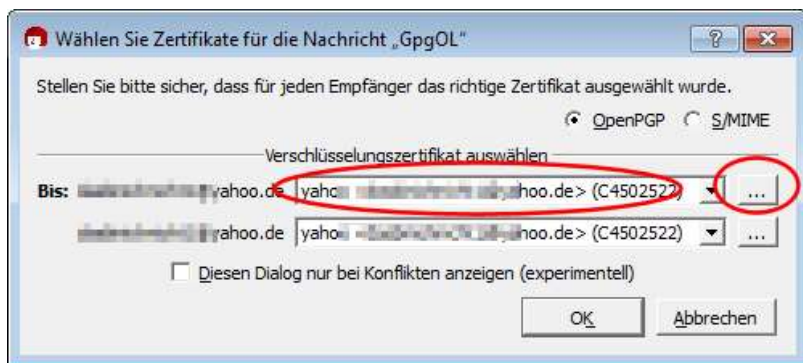 Wählen Sie Zertifikate für die Nachricht „GpgOL"
Stellen Sie bitte sicher, dass für jeden Empfänger das richtige Zertifikat ausgewählt wurde.
OpenPGP S/MIME
Verschlüsselungszertifikat auswählen
Bis: yahoo.de yahoo hoo.de> (C4502522) ...
yahoo.de yahoo hoo.de> (C4502522) ...
Diesen Dialog nur bei Konflikten anzeigen (experimentell)
OK Abbrechen